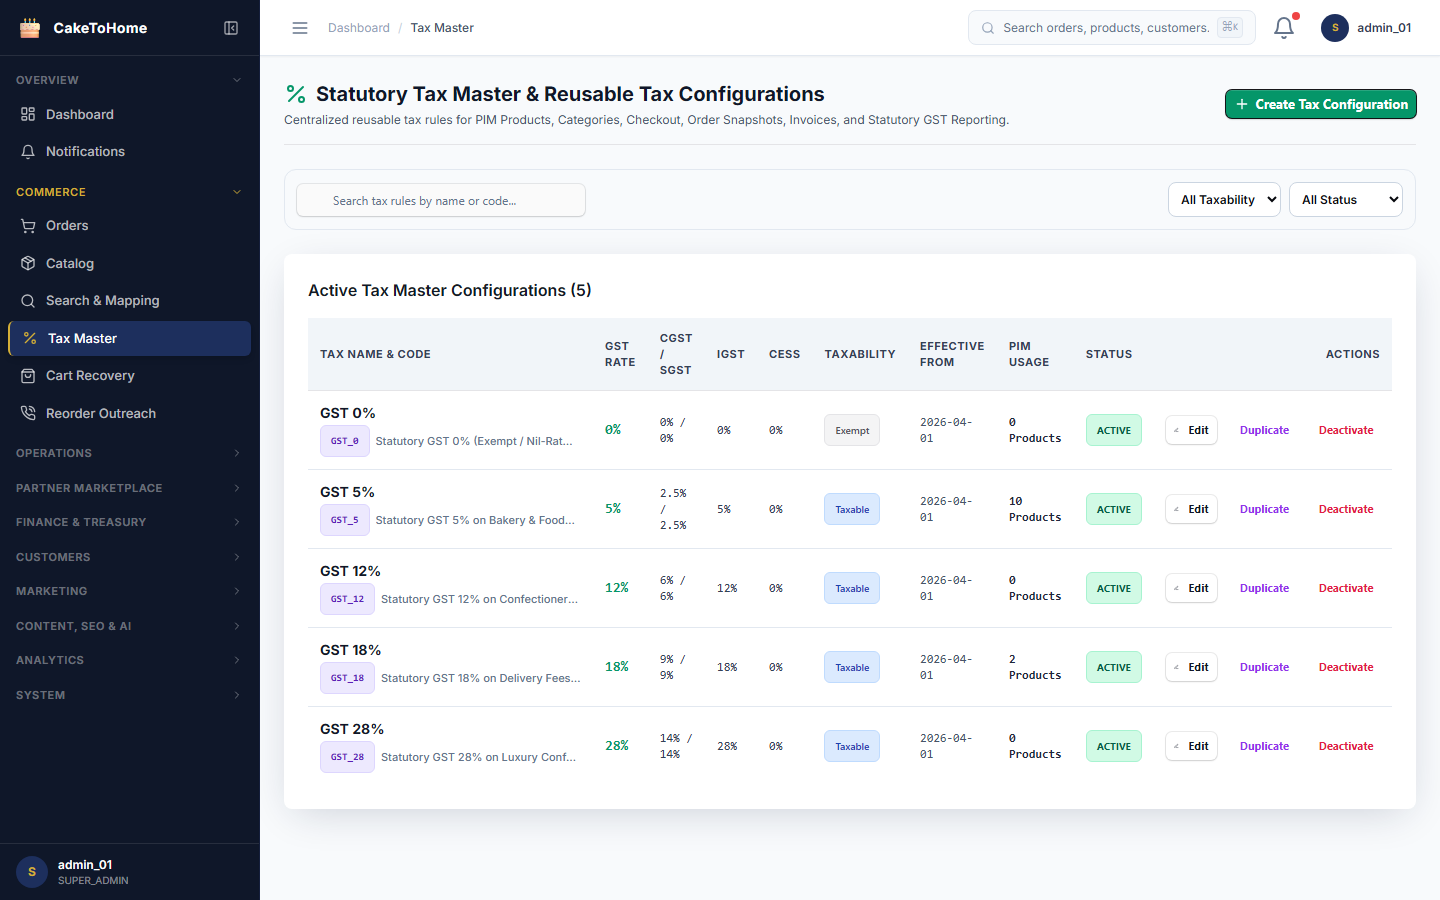 CakeToHome
OVERVIEW
Dashboard
Notifications
COMMERCE
Orders
Catalog
Search & Mapping
Tax Master
Cart Recovery
Reorder Outreach
OPERATIONS
PARTNER MARKETPLACE
FINANCE & TREASURY
CUSTOMERS
MARKETING
CONTENT, SEO & AI
ANALYTICS
SYSTEM
S admin_01
SUPER_ADMIN
Dashboard / Tax Master
Search orders, products, customers. ⌘K
S admin_01
Statutory Tax Master & Reusable Tax Configurations
Centralized reusable tax rules for PIM Products, Categories, Checkout, Order Snapshots, Invoices, and Statutory GST Reporting.
+ Create Tax Configuration
Search tax rules by name or code...
All Taxability
All Status
Active Tax Master Configurations (5)
TAX NAME & CODE
GST
RATE
CGST
/
SGST
IGST
CESS
TAXABILITY
EFFECTIVE
FROM
PIM
USAGE
STATUS
ACTIONS
GST 0%
GST_0 Statutory GST 0% (Exempt / Nil-Rat...
0%
0% /
0%
0%
0%
Exempt
2026-04-
01
0
Products
ACTIVE
Edit
Duplicate
Deactivate
GST 5%
GST_5 Statutory GST 5% on Bakery & Food...
5%
2.5%
/
2.5%
5%
0%
Taxable
2026-04-
01
10
Products
ACTIVE
Edit
Duplicate
Deactivate
GST 12%
GST_12 Statutory GST 12% on Confectioner...
12%
6% /
6%
12%
0%
Taxable
2026-04-
01
0
Products
ACTIVE
Edit
Duplicate
Deactivate
GST 18%
GST_18 Statutory GST 18% on Delivery Fees...
18%
9% /
9%
18%
0%
Taxable
2026-04-
01
2
Products
ACTIVE
Edit
Duplicate
Deactivate
GST 28%
GST_28 Statutory GST 28% on Luxury Conf...
28%
14% /
14%
28%
0%
Taxable
2026-04-
01
0
Products
ACTIVE
Edit
Duplicate
Deactivate